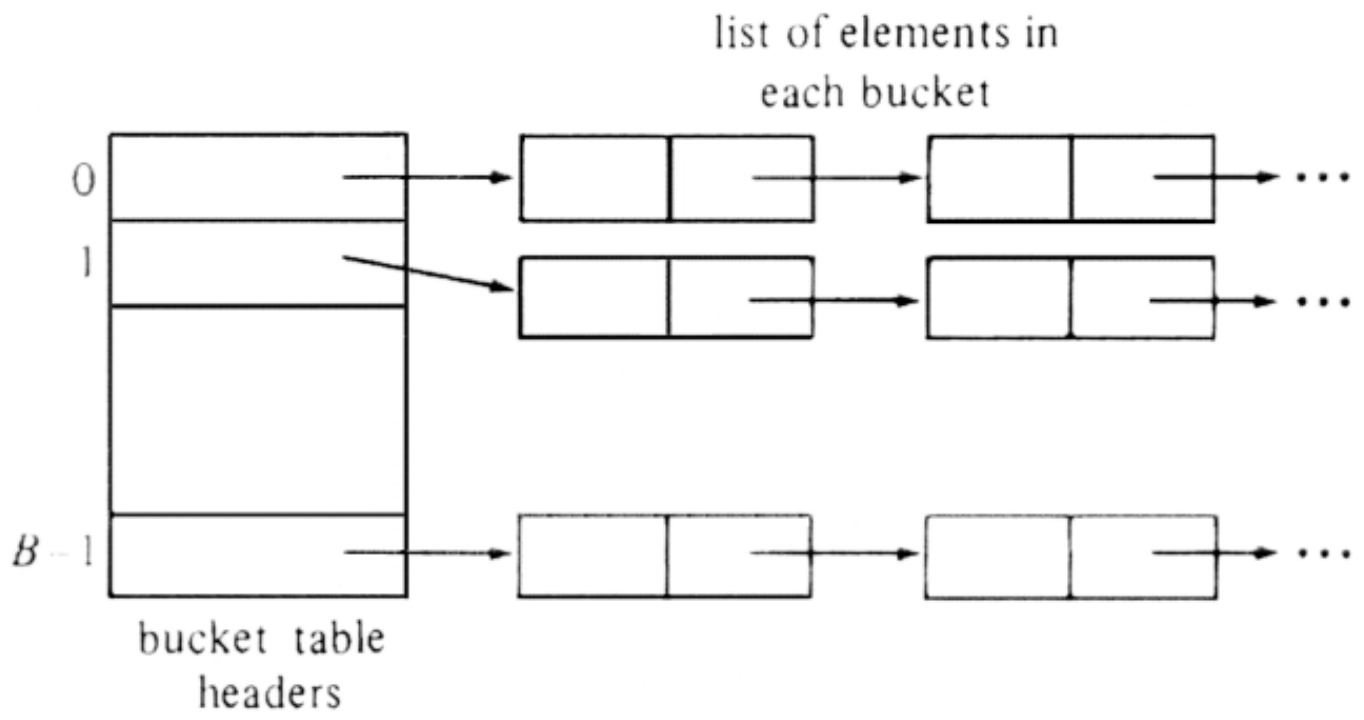 list of elements in
each bucket
0
...
1
...
B-1
...
bucket table
headers